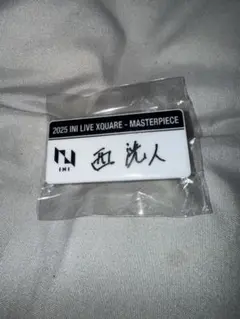 2025 INI LIVE XQUARE - MASTERPIECE
INI
西 洸人